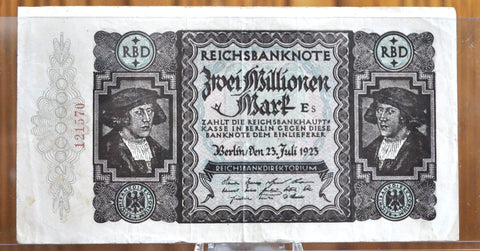 RBD
REICHSBANKNOTE
RBD
Zwei Millionen
Mark Es
ZAHLT DIE REICHSBANKHAUPT⸗
KASSE IN BERLIN GEGEN DIESE
BANKNOTE DEM EINLIEFERER
Berlin, den 23. Juli 1923
REICHSBANKDIREKTORIUM
2000000
121570